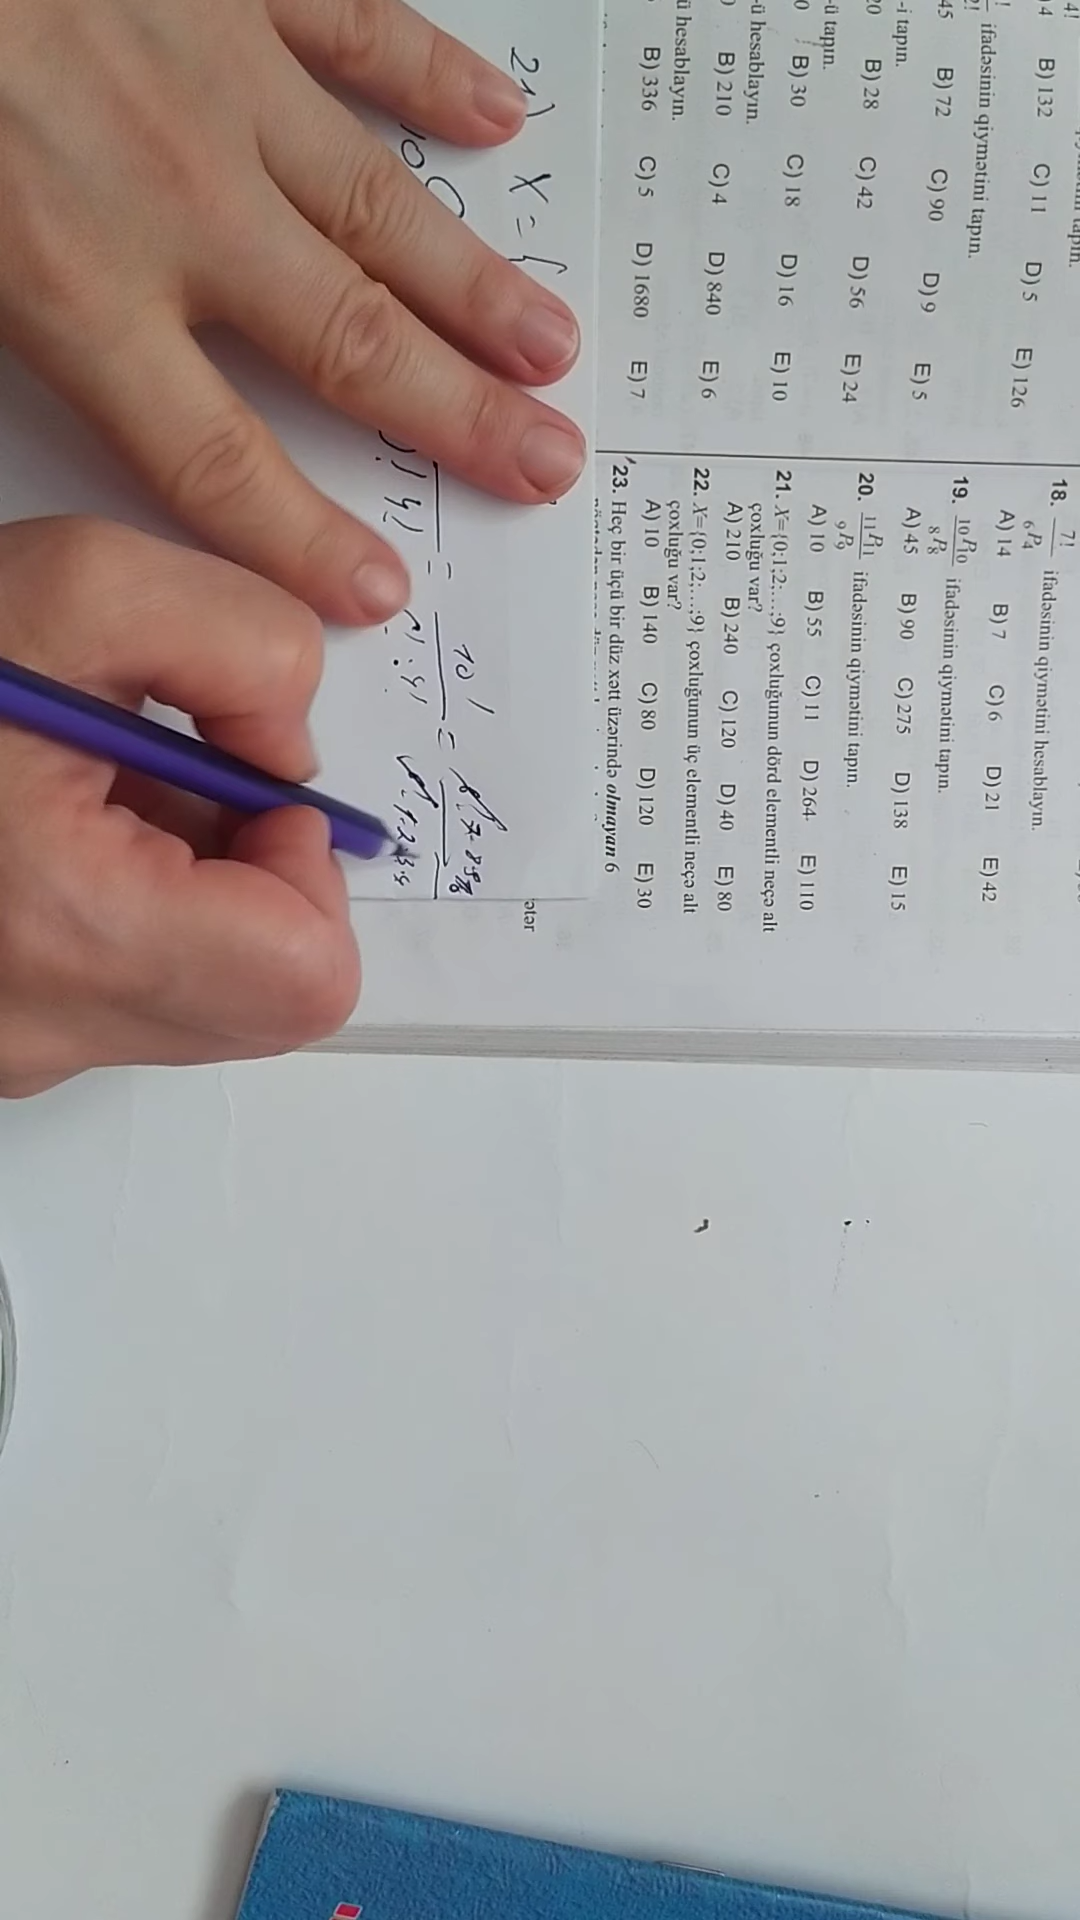 4!
) 4 B) 132 C) 11 D) 5 E) 126
ifadəsinin qiymətini tapın.
45 B) 72 C) 90 D) 9 E) 5
-i tapın.
20 B) 28 C) 42 D) 56 E) 24
-ü tapın.
0 B) 30 C) 18 D) 16 E) 10
-ü hesablayın.
B) 210 C) 4 D) 840 E) 6
ü hesablayın.
B) 336 C) 5 D) 1680 E) 7
18. 7!/₆P₄ ifadəsinin qiymətini hesablayın.
A) 14 B) 7 C) 6 D) 21 E) 42
19. ₁₀P₁₀/₈P₈ ifadəsinin qiymətini tapın.
A) 45 B) 90 C) 275 D) 138 E) 15
20. ₁₁P₁₁/₉P₉ ifadəsinin qiymətini tapın.
A) 10 B) 55 C) 11 D) 264 E) 110
21. X={0;1;2;...;9} çoxluğunun dörd elementli neçə alt
çoxluğu var?
A) 210 B) 240 C) 120 D) 40 E) 80
22. X={0;1;2;...;9} çoxluğunun üç elementli neçə alt
çoxluğu var?
A) 10 B) 140 C) 80 D) 120 E) 30
23. Heç bir üçü bir düz xətt üzərində olmayan 6
ətər
21) X = {
10 C
= 10! =